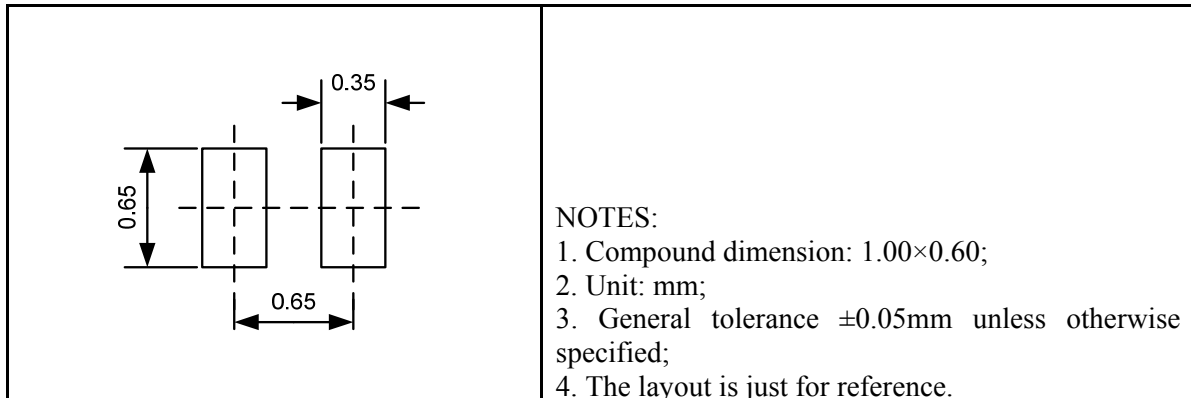 0.35
0.65
0.65
NOTES:
1. Compound dimension: 1.00×0.60;
2. Unit: mm;
3. General tolerance ±0.05mm unless otherwise
specified;
4. The layout is just for reference.